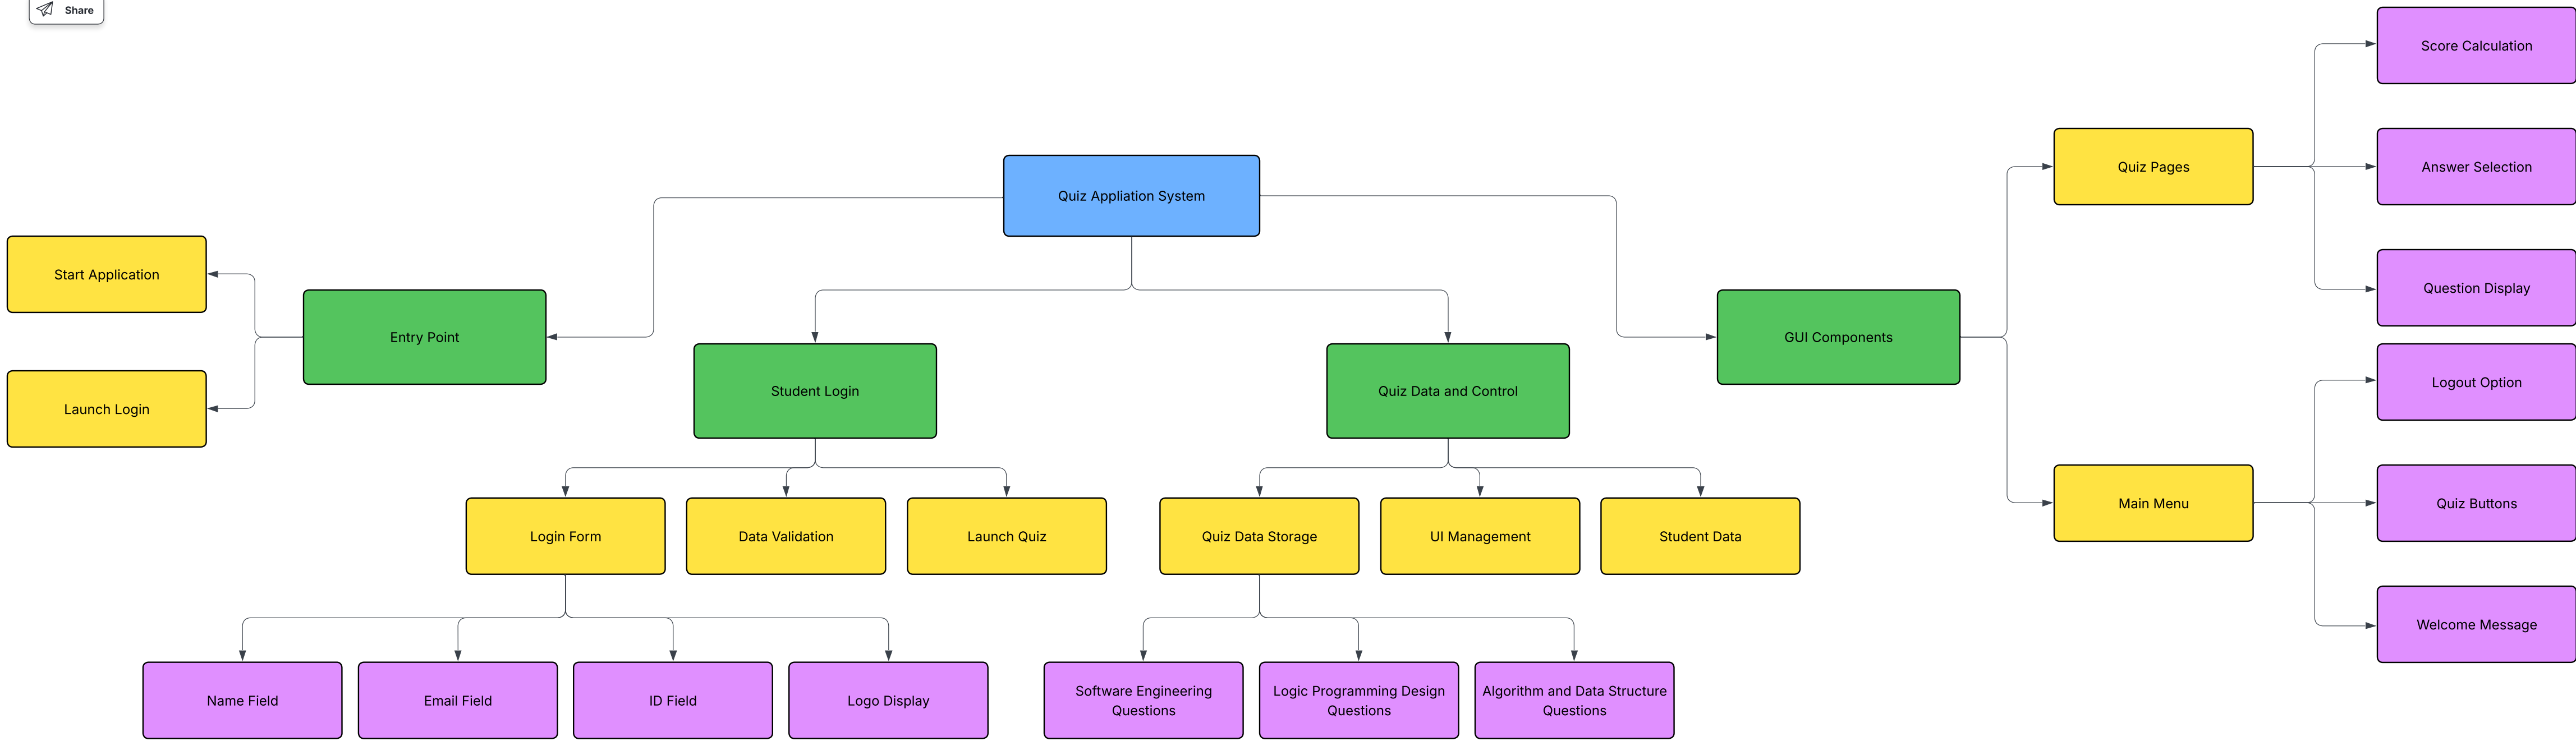 Share
Quiz Appliation System
Entry Point
Start Application
Launch Login
Student Login
Login Form
Data Validation
Launch Quiz
Name Field
Email Field
ID Field
Logo Display
Quiz Data and Control
Quiz Data Storage
UI Management
Student Data
Software Engineering
Questions
Logic Programming Design
Questions
Algorithm and Data Structure
Questions
GUI Components
Quiz Pages
Score Calculation
Answer Selection
Question Display
Main Menu
Logout Option
Quiz Buttons
Welcome Message